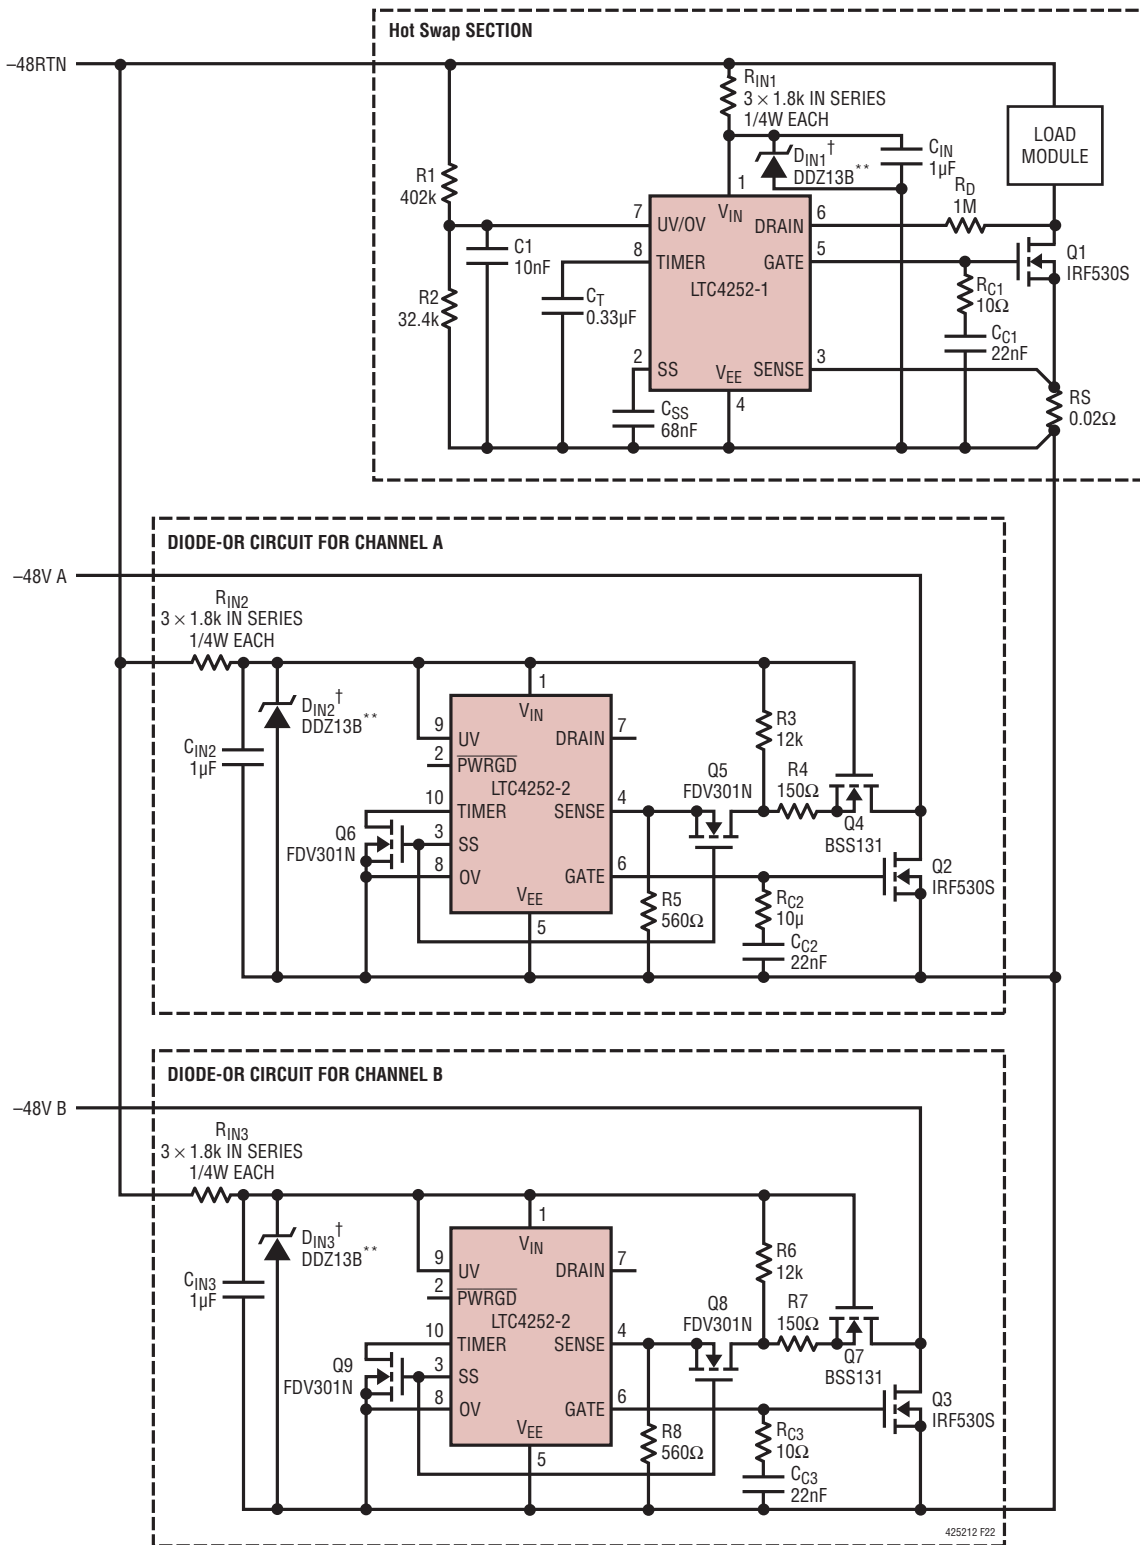 Hot Swap SECTION
–48RTN
RIN1
3 × 1.8k IN SERIES
1/4W EACH
LOAD
MODULE
DIN1†
DDZ13B**
CIN
1µF
R1
402k
1
RD
1M
7
UV/OV
VIN
DRAIN
6
8
TIMER
GATE
5
C1
10nF
Q1
IRF530S
LTC4252-1
RC1
10Ω
R2
32.4k
CT
0.33µF
CC1
22nF
2
SS
VEE
SENSE
3
4
CSS
68nF
RS
0.02Ω
DIODE-OR CIRCUIT FOR CHANNEL A
–48V A
RIN2
3 × 1.8k IN SERIES
1/4W EACH
1
DIN2†
DDZ13B**
VIN
R3
12k
9
UV
DRAIN
7
CIN2
1µF
2
PWRGD
LTC4252-2
Q5
FDV301N
R4
150Ω
10
TIMER
SENSE
4
Q4
BSS131
Q6
FDV301N
3
SS
8
OV
GATE
6
Q2
IRF530S
VEE
5
R5
560Ω
RC2
10µ
CC2
22nF
DIODE-OR CIRCUIT FOR CHANNEL B
–48V B
RIN3
3 × 1.8k IN SERIES
1/4W EACH
1
DIN3†
DDZ13B**
VIN
R6
12k
9
UV
DRAIN
7
CIN3
1µF
2
PWRGD
LTC4252-2
Q8
FDV301N
R7
150Ω
10
TIMER
SENSE
4
Q7
BSS131
Q9
FDV301N
3
SS
8
OV
GATE
6
Q3
IRF530S
VEE
5
R8
560Ω
RC3
10Ω
CC3
22nF
425212 F22